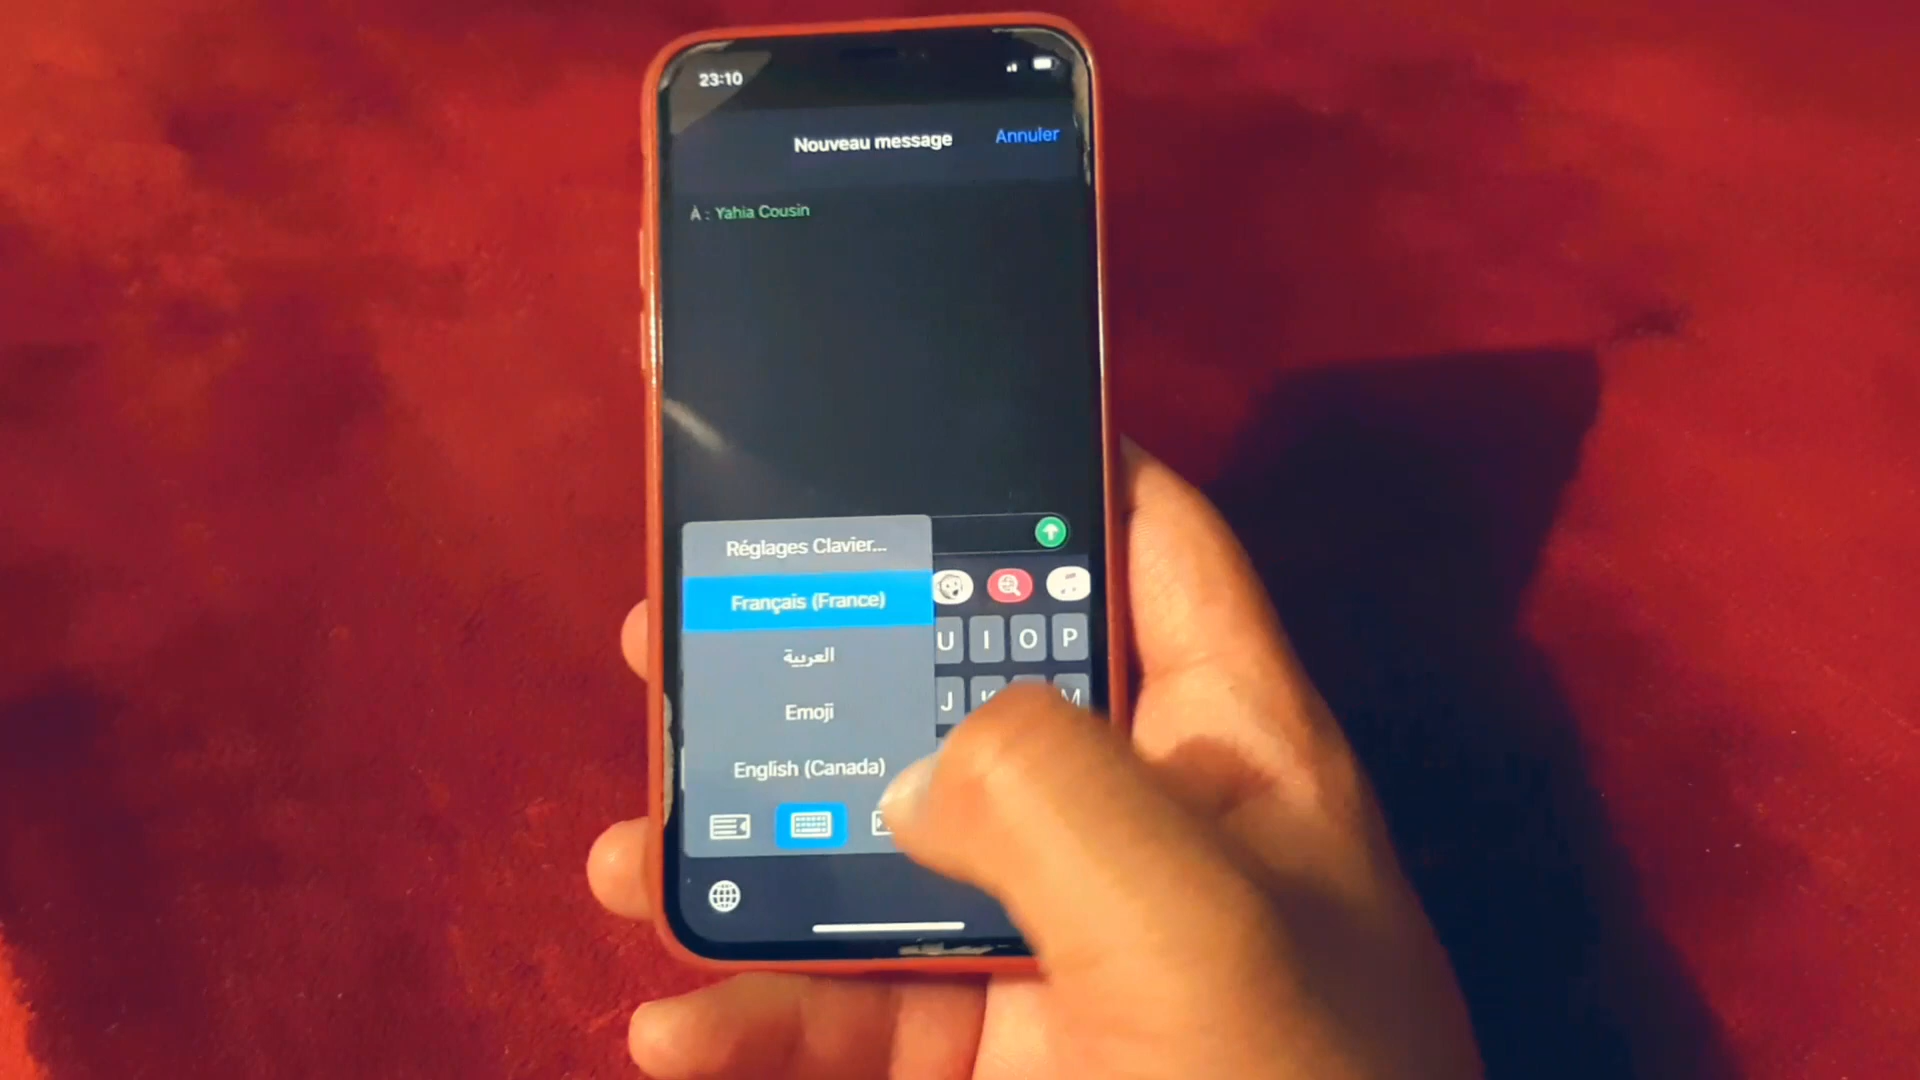 23:10
Nouveau message
Annuler
À : Yahia Cousin
Réglages Clavier...
Français (France)
U I O P
العربية
J
Emoji
English (Canada)